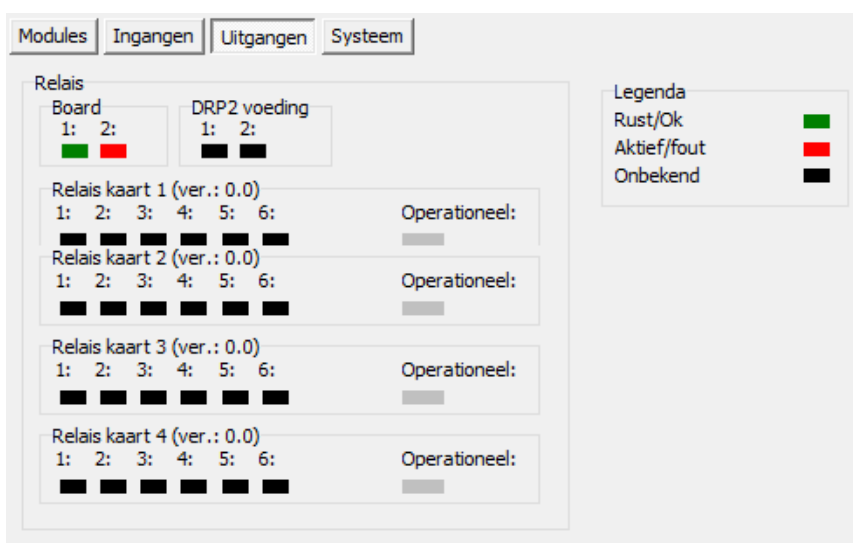 Modules Ingangen Uitgangen Systeem
Relais
Board DRP2 voeding
1: 2: 1: 2:
Relais kaart 1 (ver.: 0.0)
1: 2: 3: 4: 5: 6: Operationeel:
Relais kaart 2 (ver.: 0.0)
1: 2: 3: 4: 5: 6: Operationeel:
Relais kaart 3 (ver.: 0.0)
1: 2: 3: 4: 5: 6: Operationeel:
Relais kaart 4 (ver.: 0.0)
1: 2: 3: 4: 5: 6: Operationeel:
Legenda
Rust/Ok
Aktief/fout
Onbekend